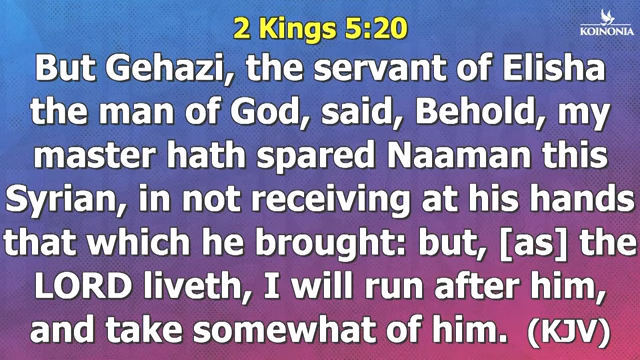 2 Kings 5:20
KOINONIA
But Gehazi, the servant of Elisha
the man of God, said, Behold, my
master hath spared Naaman this
Syrian, in not receiving at his hands
that which he brought: but, [as] the
LORD liveth, I will run after him,
and take somewhat of him. (KJV)